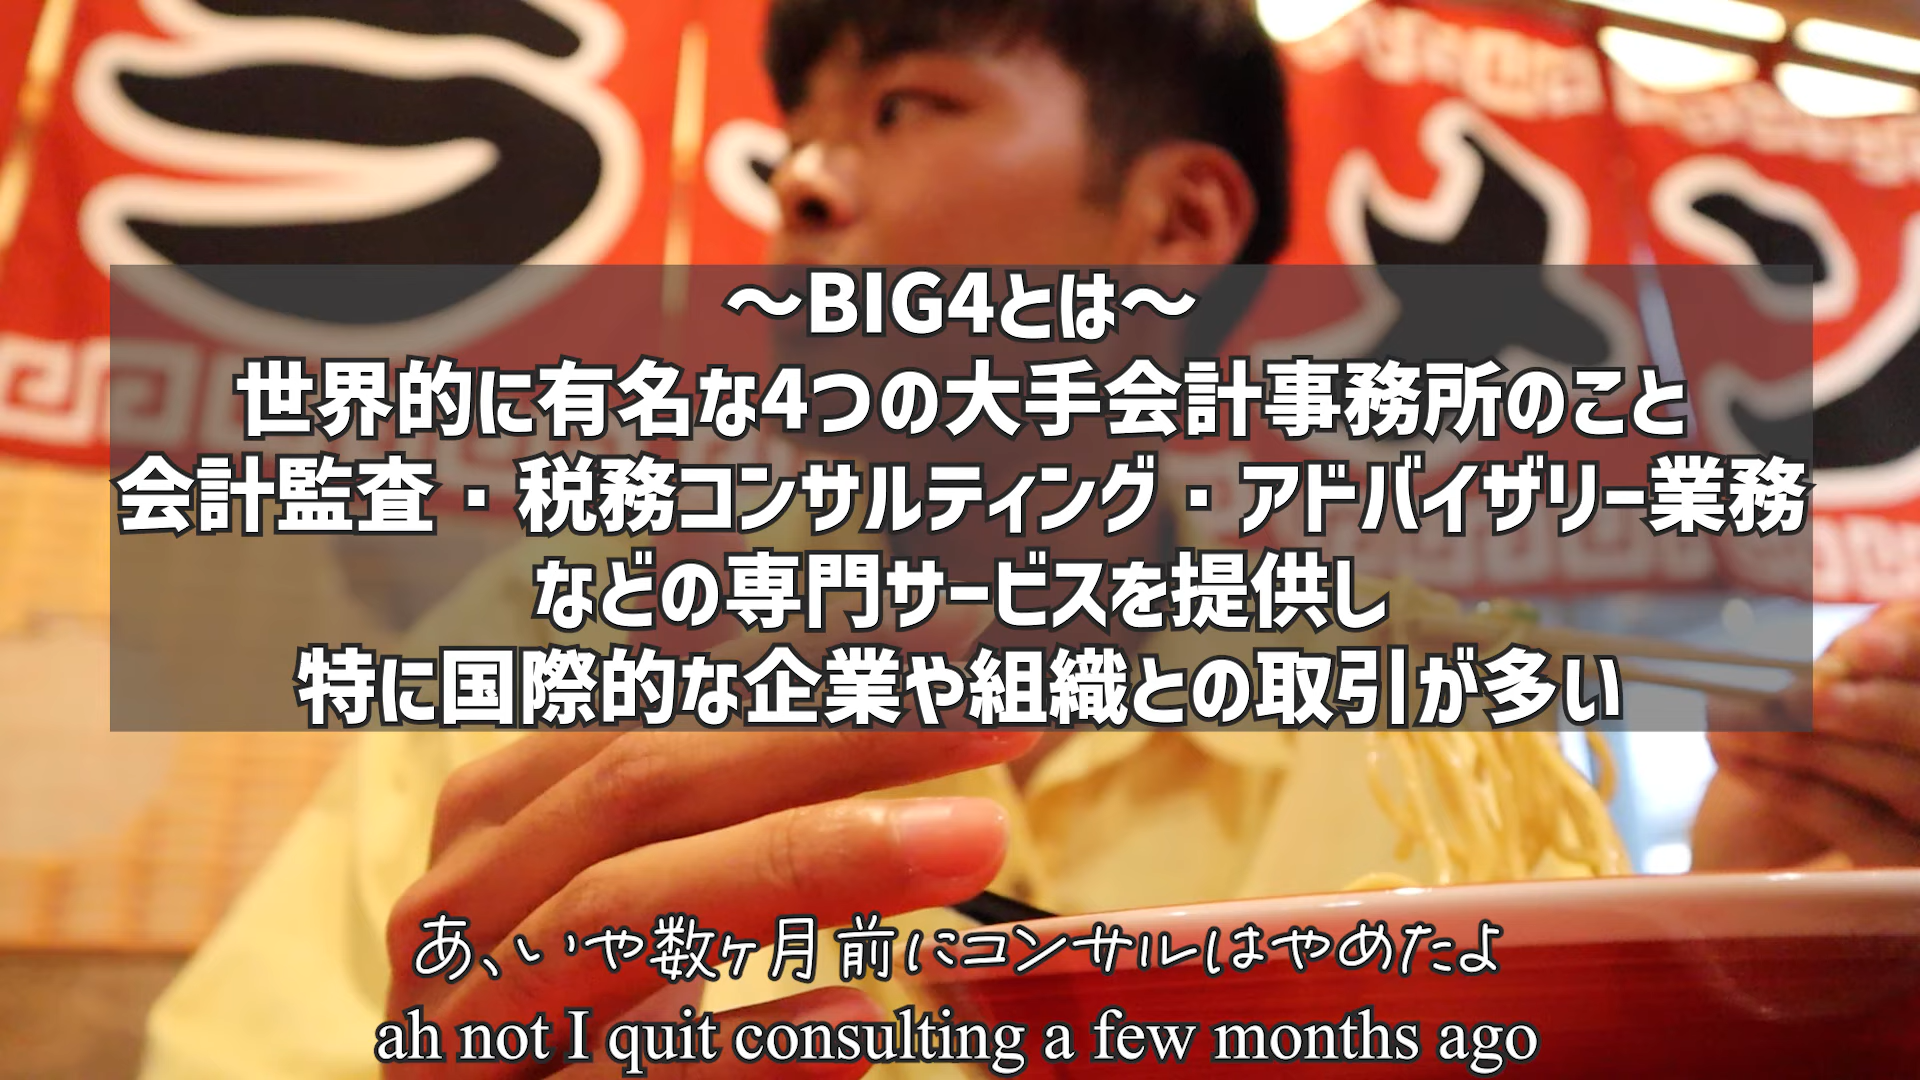 ～BIG4とは～
世界的に有名な4つの大手会計事務所のこと
会計監査・税務コンサルティング・アドバイザリー業務
などの専門サービスを提供し
特に国際的な企業や組織との取引が多い
あ、いや数ヶ月前にコンサルはやめたよ
ah not I quit consulting a few months ago